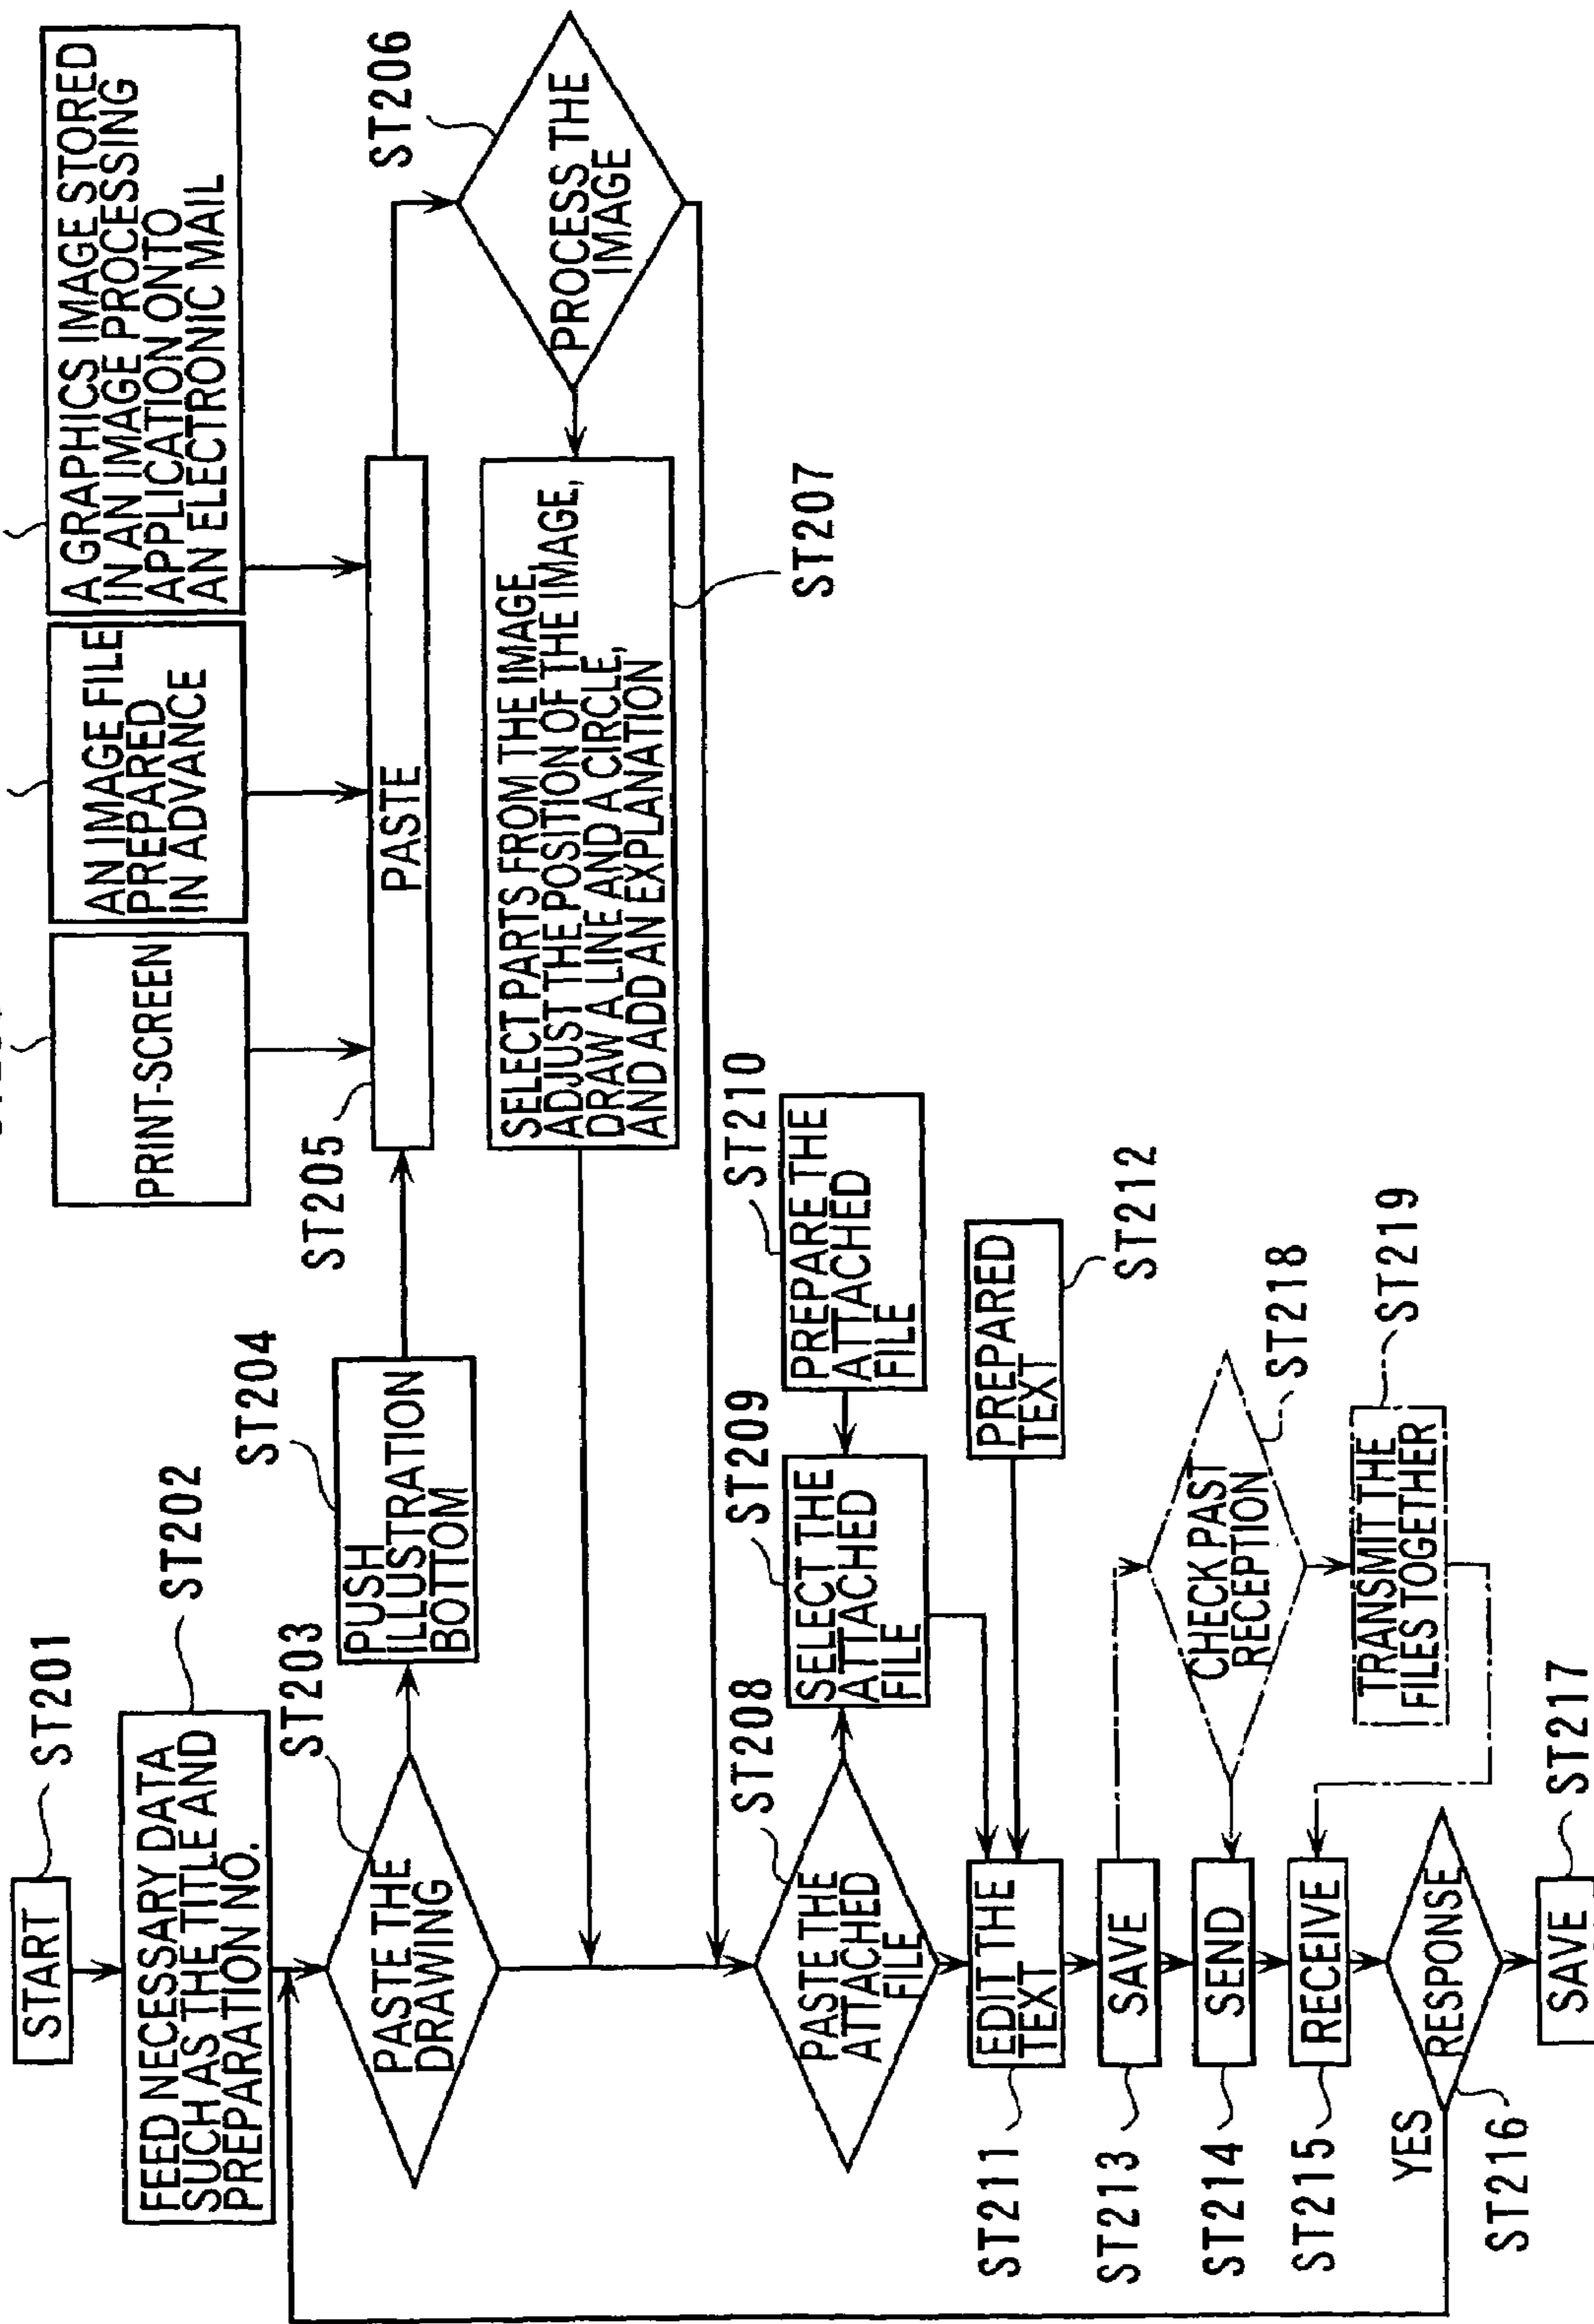 START
ST201
FEED NECESSARY DATA
SUCH AS THE TITLE AND
PREPARATION NO.
ST202
PASTE THE
DRAWING
ST203
PUSH
ILLUSTRATION
BOTTOM
ST204
PRINT-SCREEN
AN IMAGE FILE
PREPARED
IN ADVANCE
A GRAPHICS IMAGE STORED
IN AN IMAGE PROCESSING
APPLICATION ONTO
AN ELECTRONIC MAIL
ST205
PASTE
ST206
PROCESS THE
IMAGE
SELECT PARTS FROM THE IMAGE,
ADJUST THE POSITION OF THE IMAGE,
DRAW A LINE AND A CIRCLE,
AND ADD AN EXPLANATION
ST207
PASTE THE
ATTACHED
FILE
ST208
SELECT THE
ATTACHED
FILE
ST209
PREPARE THE
ATTACHED
FILE
ST210
EDIT THE
TEXT
ST211
PREPARED
TEXT
ST212
SAVE
ST213
SEND
ST214
RECEIVE
ST215
CHECK PAST
RECEPTION
ST218
TRANSMIT THE
FILES TOGETHER
ST219
RESPONSE
YES
ST216
SAVE
ST217